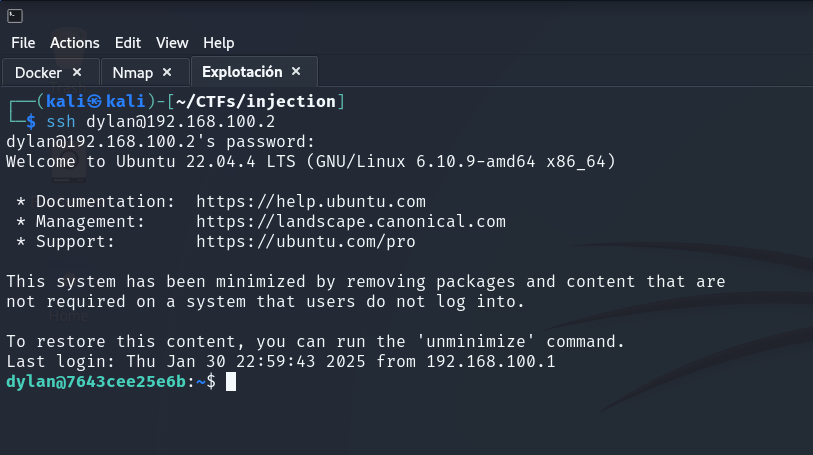 File Actions Edit View Help
Docker × Nmap × Explotación ×
┌──(kali㉿kali)-[~/CTFs/injection]
└─$ ssh dylan@192.168.100.2
dylan@192.168.100.2's password:
Welcome to Ubuntu 22.04.4 LTS (GNU/Linux 6.10.9-amd64 x86_64)
* Documentation: https://help.ubuntu.com
* Management: https://landscape.canonical.com
* Support: https://ubuntu.com/pro
This system has been minimized by removing packages and content that are
not required on a system that users do not log into.
To restore this content, you can run the 'unminimize' command.
Last login: Thu Jan 30 22:59:43 2025 from 192.168.100.1
dylan@7643cee25e6b:~$